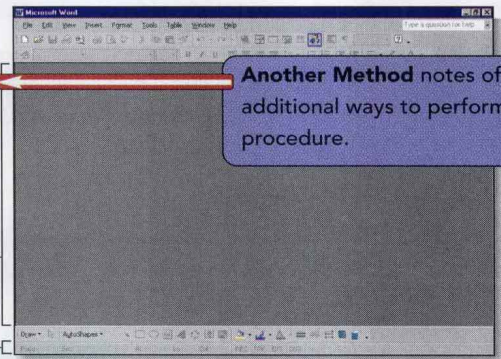 Microsoft Word
File Edit View Insert Format Tools Table Window Help
Type a question for help
Another Method notes of
additional ways to perform
procedure.
Draw AutoShapes